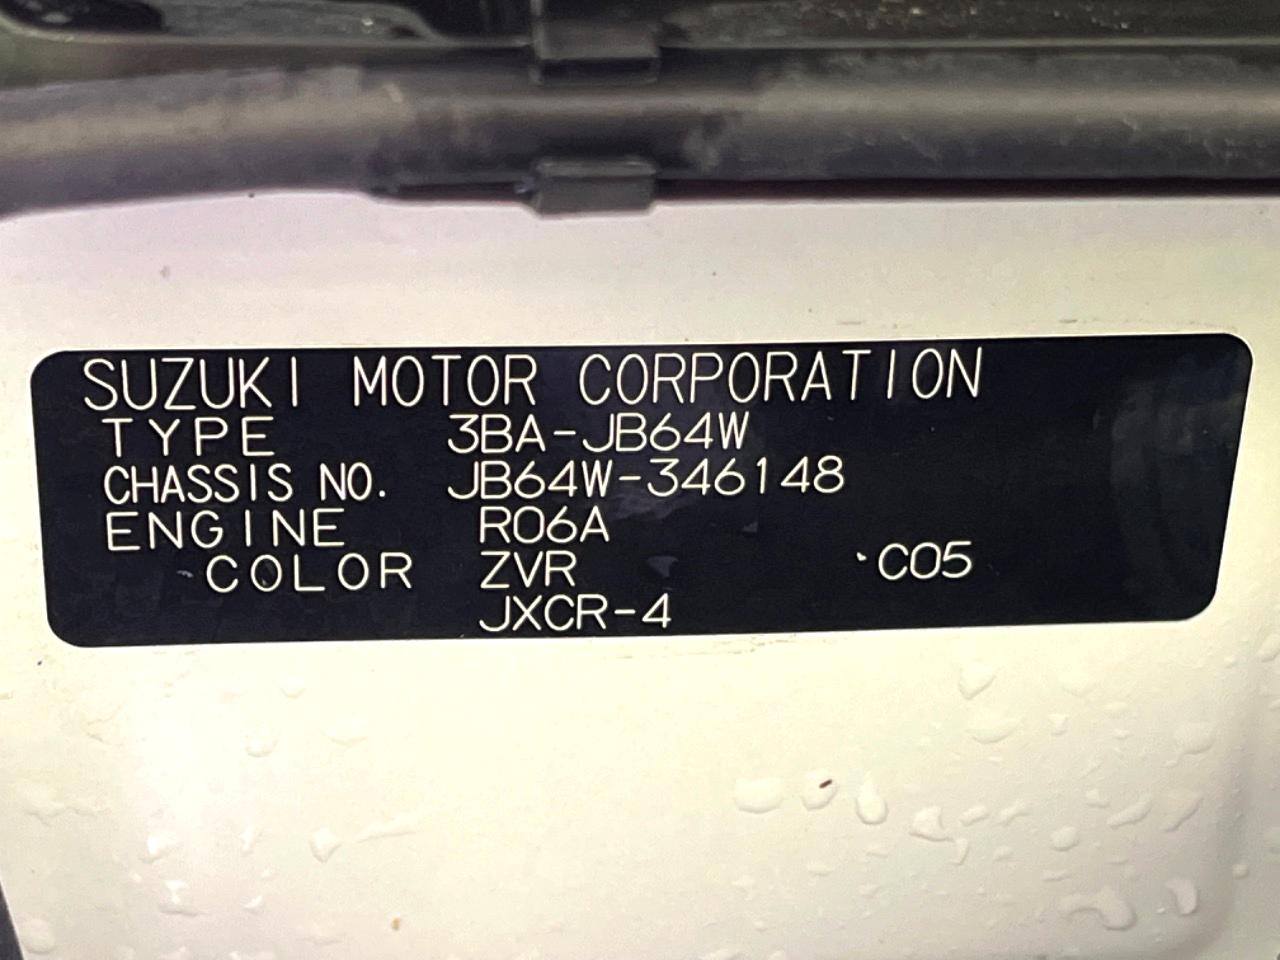 SUZUKI MOTOR CORPORATION
TYPE 3BA-JB64W
CHASSIS NO. JB64W-346148
ENGINE R06A
COLOR ZVR C05
JXCR-4